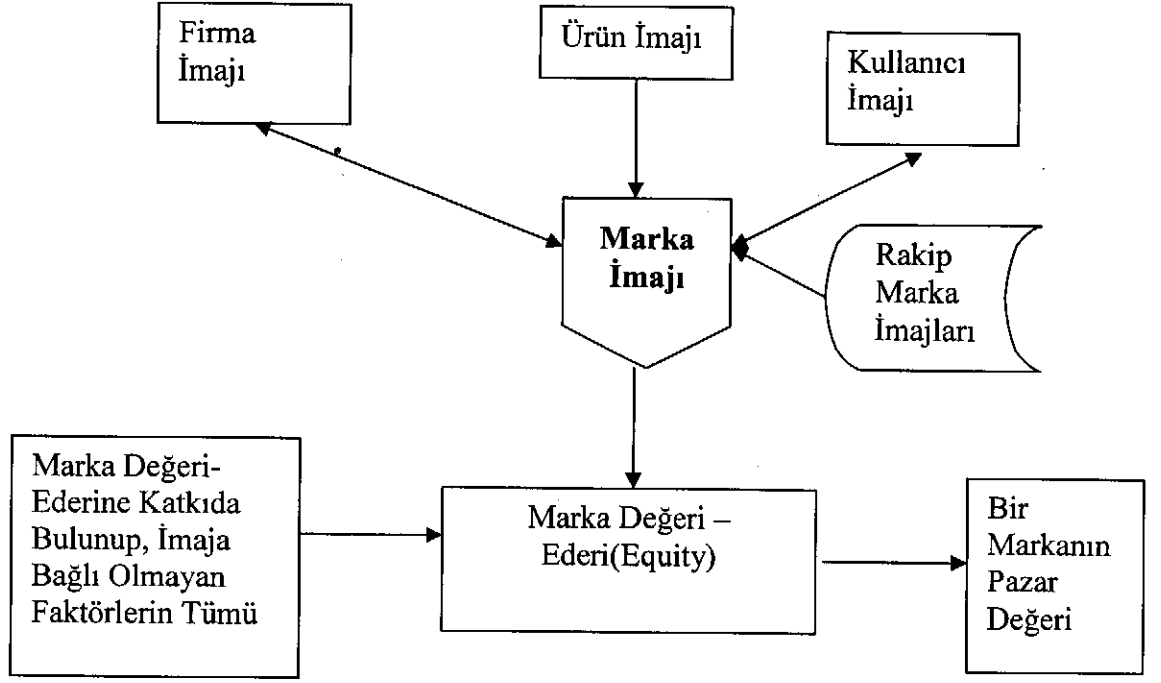 Firma
İmajı
Ürün İmajı
Kullanıcı
İmajı
Marka
İmajı
Rakip
Marka
İmajları
Marka Değeri-
Ederine Katkıda
Bulunup, İmaja
Bağlı Olmayan
Faktörlerin Tümü
Marka Değeri –
Ederi(Equity)
Bir
Markanın
Pazar
Değeri